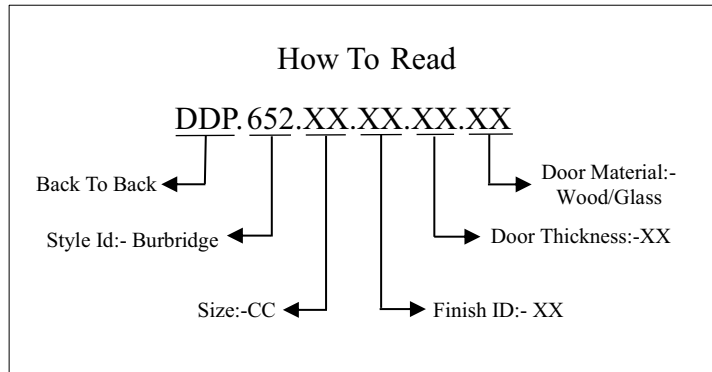 How To Read
DDP.652.XX.XX.XX.XX
Back To Back
Door Material:-
Wood/Glass
Style Id:- Burbridge
Door Thickness:-XX
Size:-CC
Finish ID:- XX